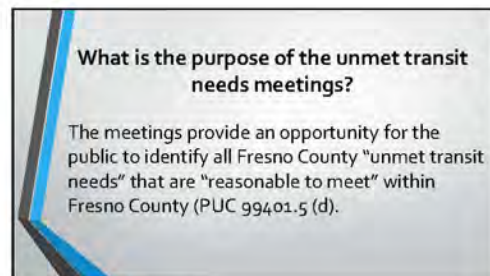 What is the purpose of the unmet transit
needs meetings?
The meetings provide an opportunity for the
public to identify all Fresno County “unmet transit
needs” that are “reasonable to meet” within
Fresno County (PUC 99401.5 (d).